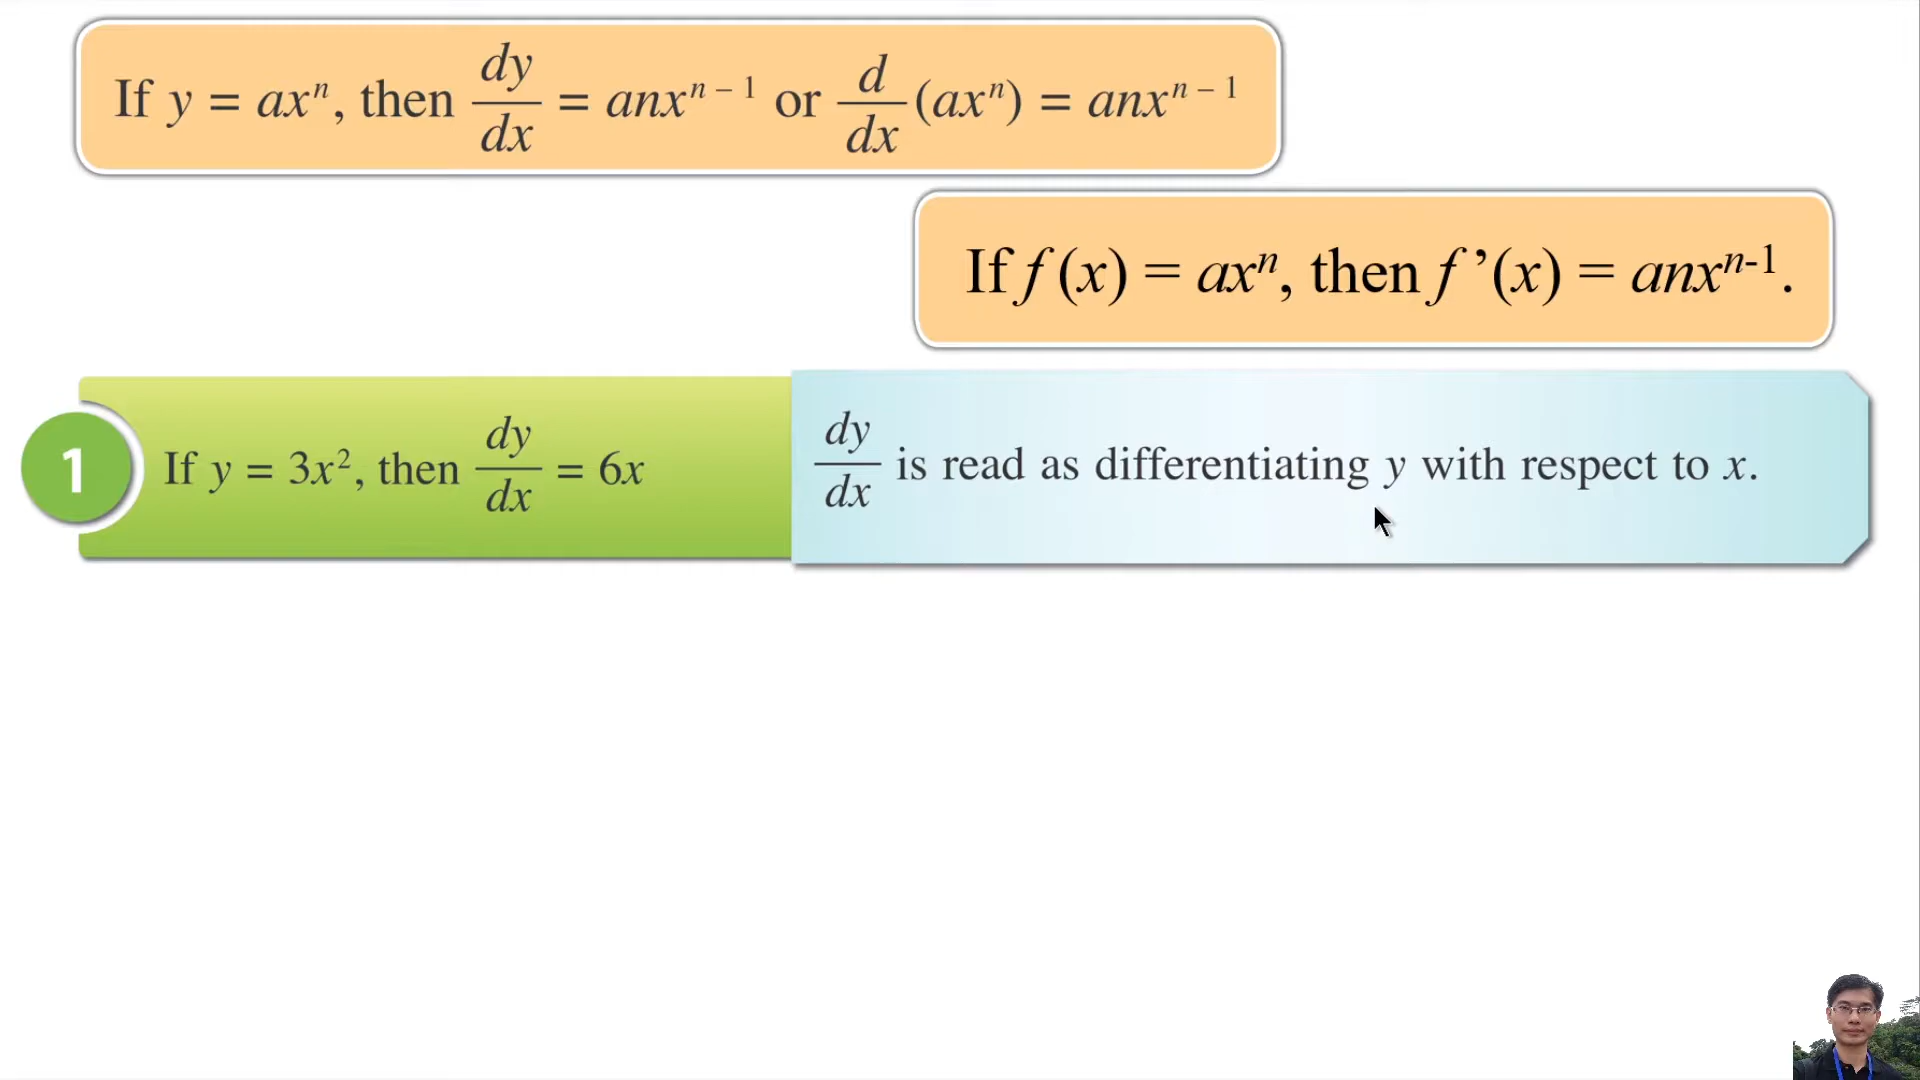 If y = axⁿ, then dy/dx = anxⁿ⁻¹ or d/dx (axⁿ) = anxⁿ⁻¹
If f (x) = axⁿ, then f ’(x) = anxⁿ⁻¹.
1 If y = 3x², then dy/dx = 6x
dy/dx is read as differentiating y with respect to x.